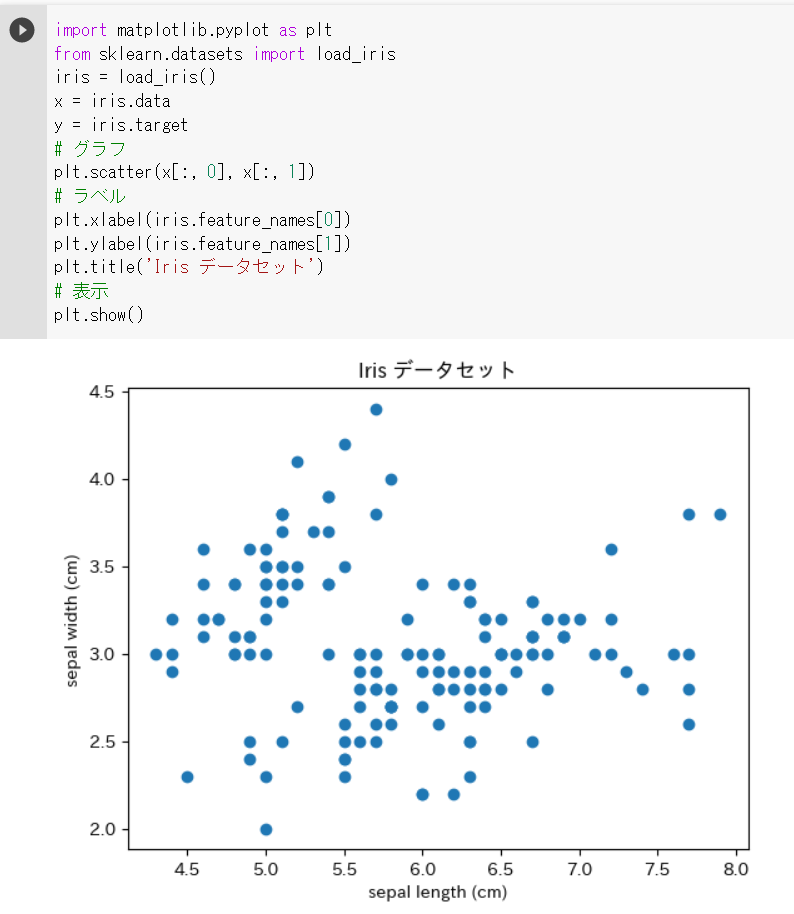 import matplotlib.pyplot as plt
from sklearn.datasets import load_iris
iris = load_iris()
x = iris.data
y = iris.target
# グラフ
plt.scatter(x[:, 0], x[:, 1])
# ラベル
plt.xlabel(iris.feature_names[0])
plt.ylabel(iris.feature_names[1])
plt.title('Iris データセット')
# 表示
plt.show()
Iris データセット
4.5
4.0
3.5
3.0
2.5
2.0
sepal width (cm)
4.5 5.0 5.5 6.0 6.5 7.0 7.5 8.0
sepal length (cm)